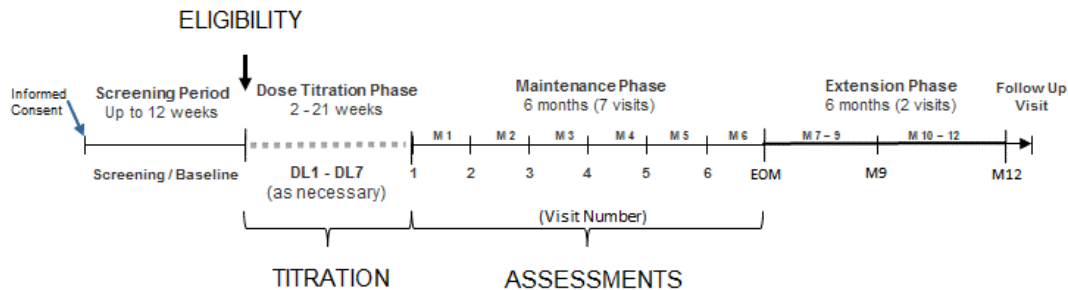 ELIGIBILITY
Informed
Consent
Screening Period
Up to 12 weeks
Dose Titration Phase
2 - 21 weeks
Maintenance Phase
6 months (7 visits)
Extension Phase
6 months (2 visits)
Follow Up
Visit
M 1 M 2 M 3 M 4 M 5 M 6 M 7 – 9 M 10 – 12
Screening / Baseline
DL1 - DL7
(as necessary)
1 2 3 4 5 6 EOM M9 M12
(Visit Number)
TITRATION
ASSESSMENTS